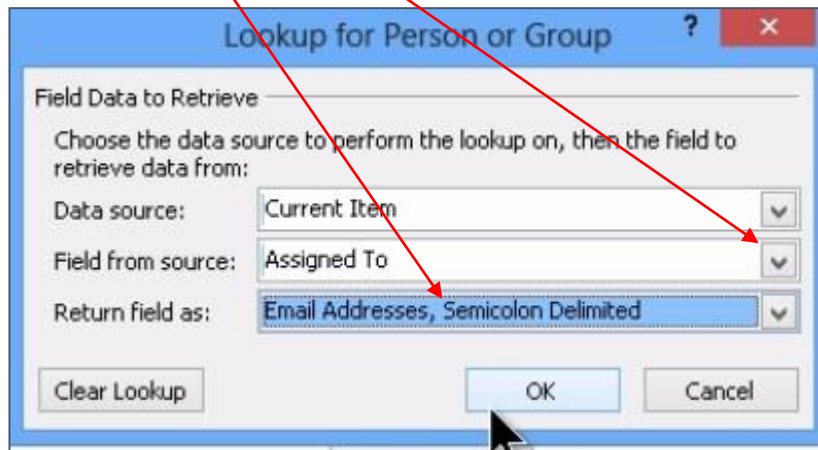 Lookup for Person or Group ?
Field Data to Retrieve
Choose the data source to perform the lookup on, then the field to
retrieve data from:
Data source: Current Item
Field from source: Assigned To
Return field as: Email Addresses, Semicolon Delimited
Clear Lookup OK Cancel